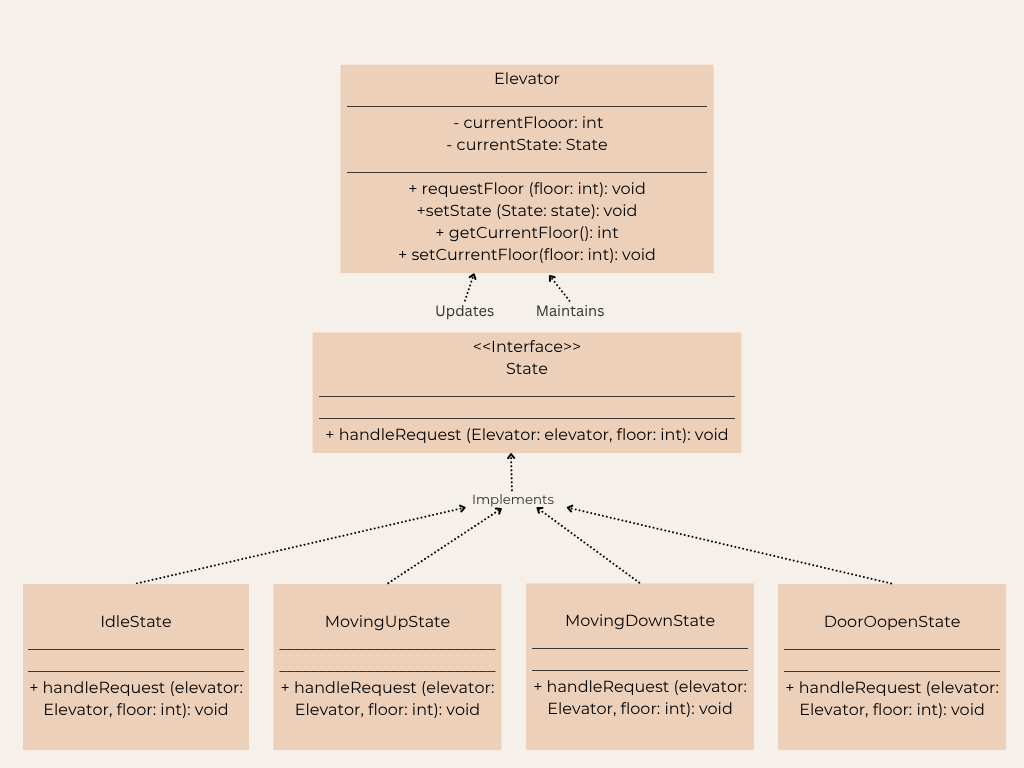 Elevator
- currentFlooor: int
- currentState: State
+ requestFloor (floor: int): void
+setState (State: state): void
+ getCurrentFloor(): int
+ setCurrentFloor(floor: int): void
Updates
Maintains
<<Interface>>
State
+ handleRequest (Elevator: elevator, floor: int): void
Implements
IdleState
+ handleRequest (elevator:
Elevator, floor: int): void
MovingUpState
+ handleRequest (elevator:
Elevator, floor: int): void
MovingDownState
+ handleRequest (elevator:
Elevator, floor: int): void
DoorOopenState
+ handleRequest (elevator:
Elevator, floor: int): void